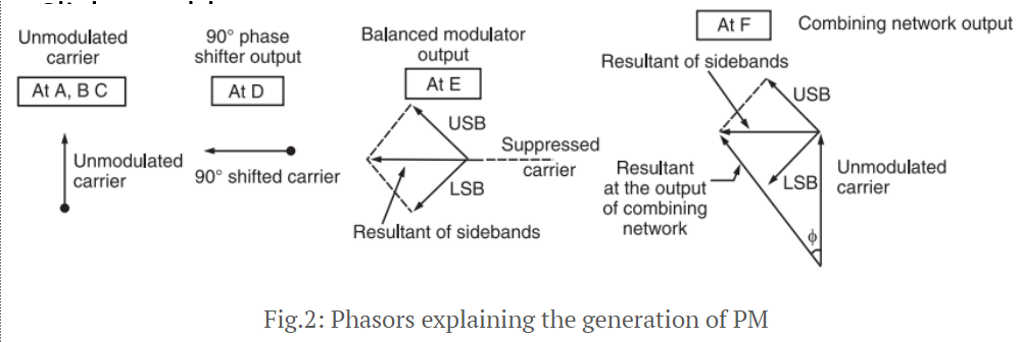 Unmodulated
carrier
At A, B C
Unmodulated
carrier
90° phase
shifter output
At D
90° shifted carrier
Balanced modulator
output
At E
USB
LSB
Suppressed
carrier
Resultant of sidebands
At F
Combining network output
Resultant of sidebands
USB
LSB
Unmodulated
carrier
Resultant
at the output
of combining
network
ϕ
Fig.2: Phasors explaining the generation of PM